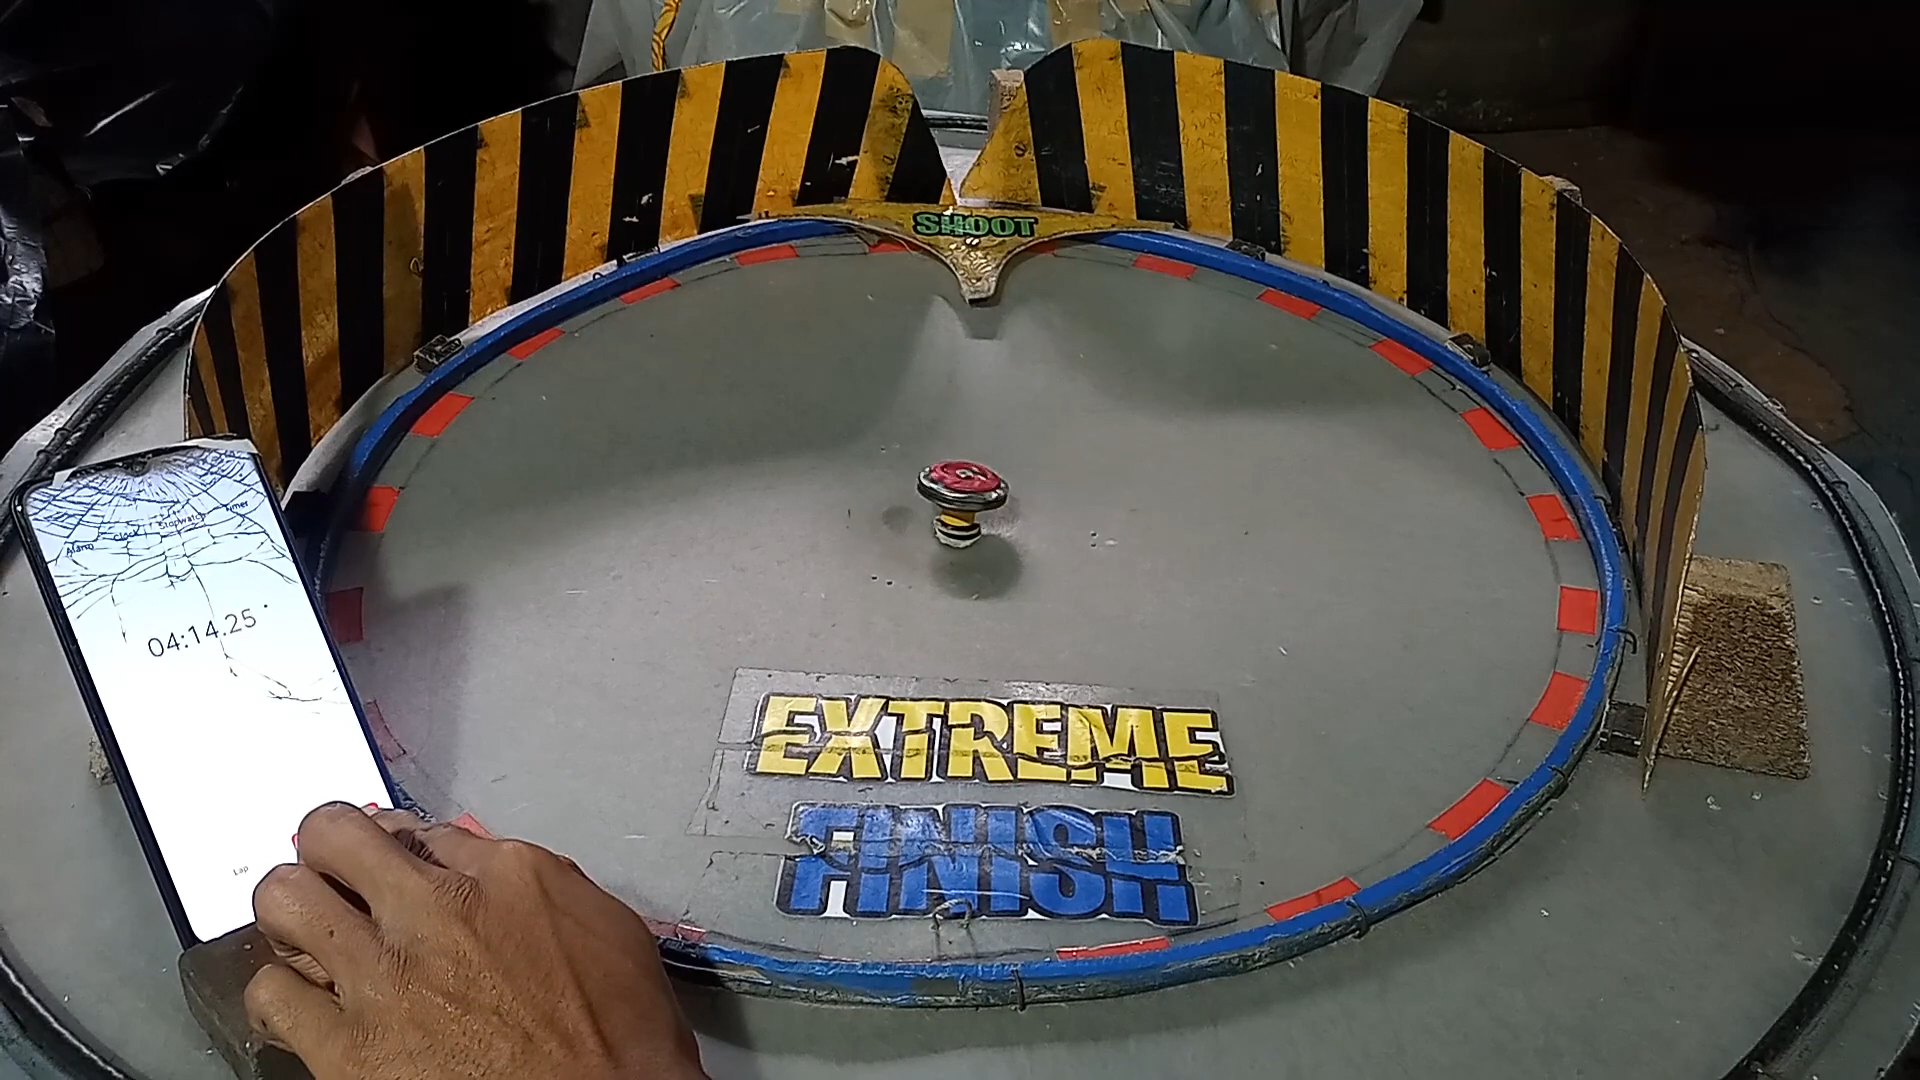 SHOOT
Alarm Clock Stopwatch Timer
04:14.25
Lap
EXTREME
FINISH